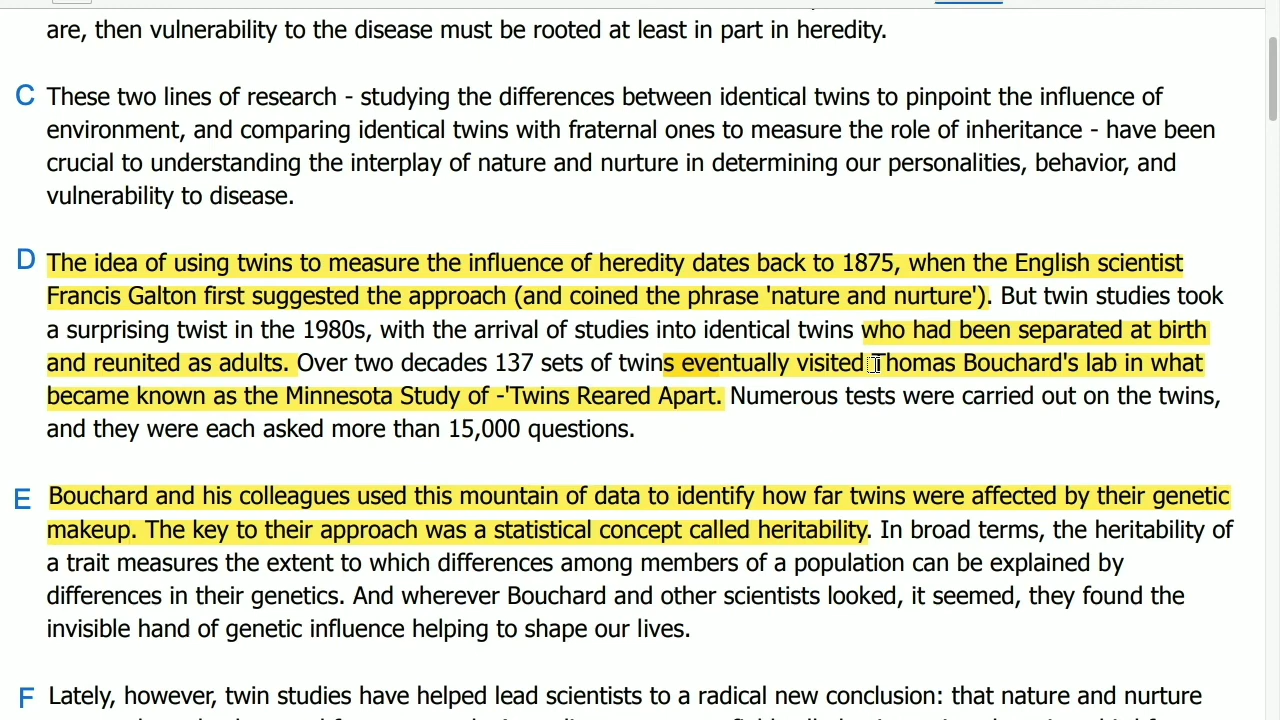 are, then vulnerability to the disease must be rooted at least in part in heredity.
C These two lines of research - studying the differences between identical twins to pinpoint the influence of
environment, and comparing identical twins with fraternal ones to measure the role of inheritance - have been
crucial to understanding the interplay of nature and nurture in determining our personalities, behavior, and
vulnerability to disease.
D The idea of using twins to measure the influence of heredity dates back to 1875, when the English scientist
Francis Galton first suggested the approach (and coined the phrase 'nature and nurture'). But twin studies took
a surprising twist in the 1980s, with the arrival of studies into identical twins who had been separated at birth
and reunited as adults. Over two decades 137 sets of twins eventually visited Thomas Bouchard's lab in what
became known as the Minnesota Study of -'Twins Reared Apart. Numerous tests were carried out on the twins,
and they were each asked more than 15,000 questions.
E Bouchard and his colleagues used this mountain of data to identify how far twins were affected by their genetic
makeup. The key to their approach was a statistical concept called heritability. In broad terms, the heritability of
a trait measures the extent to which differences among members of a population can be explained by
differences in their genetics. And wherever Bouchard and other scientists looked, it seemed, they found the
invisible hand of genetic influence helping to shape our lives.
F Lately, however, twin studies have helped lead scientists to a radical new conclusion: that nature and nurture